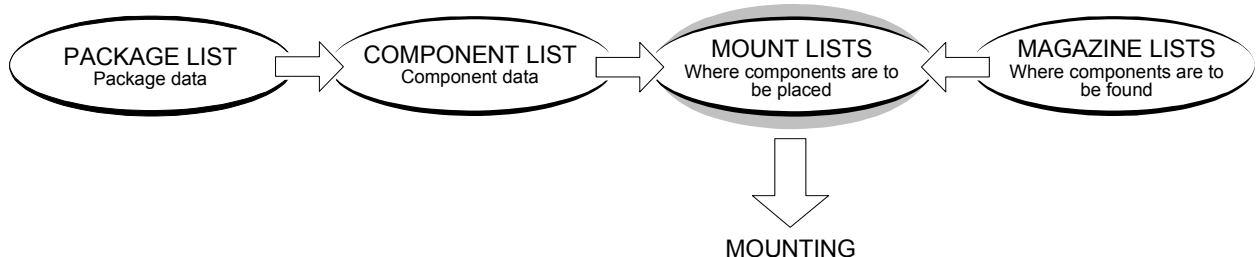 PACKAGE LIST
Package data
COMPONENT LIST
Component data
MOUNT LISTS
Where components are to
be placed
MAGAZINE LISTS
Where components are to
be found
MOUNTING